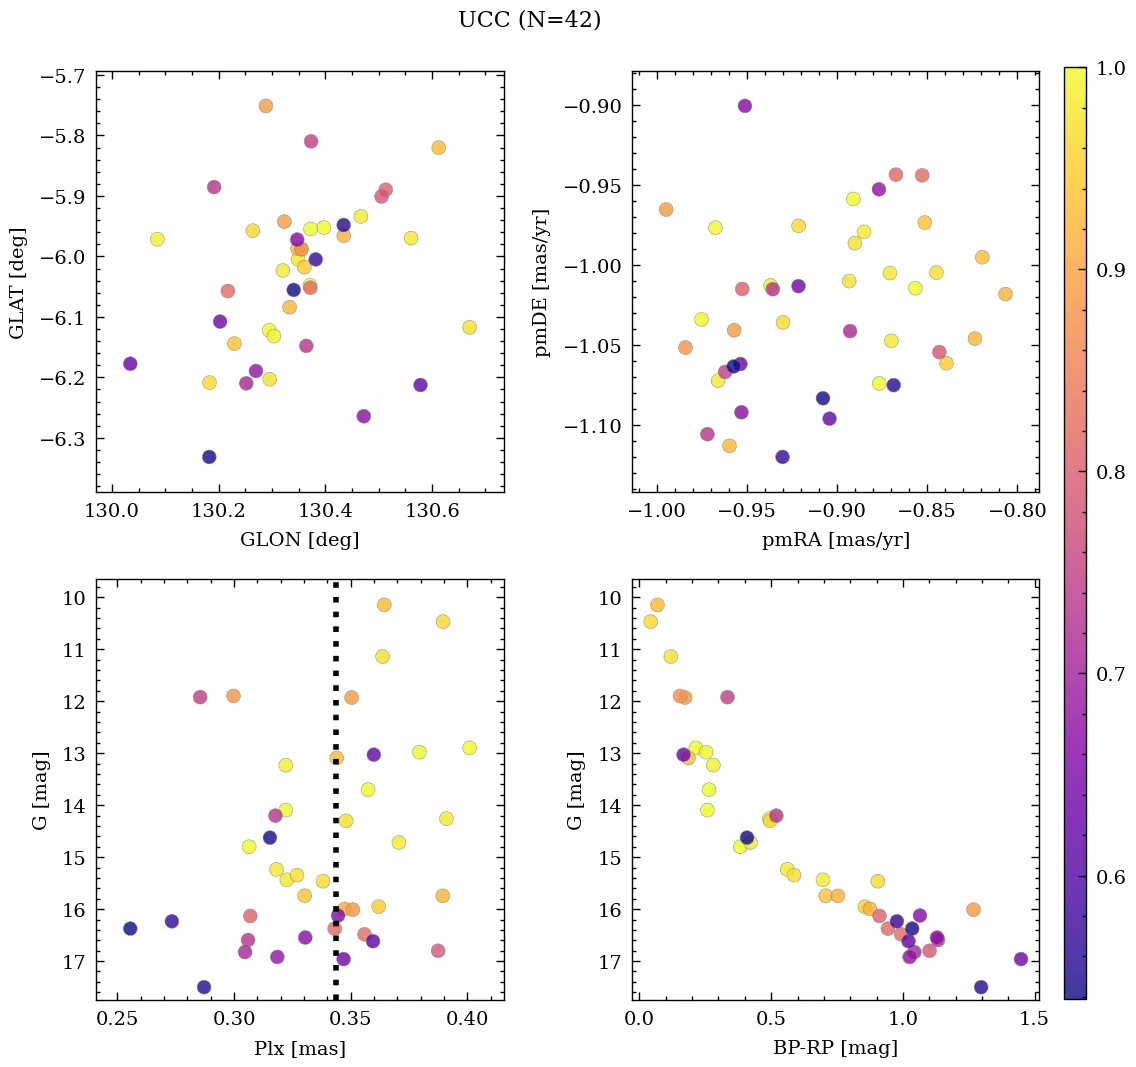 UCC (N=42)
−5.7
−5.8
−5.9
−6.0
−6.1
−6.2
−6.3
GLAT [deg]
130.0 130.2 130.4 130.6
GLON [deg]
−0.90
−0.95
−1.00
−1.05
−1.10
pmDE [mas/yr]
−1.00 −0.95 −0.90 −0.85 −0.80
pmRA [mas/yr]
10
11
12
13
14
15
16
17
G [mag]
0.25 0.30 0.35 0.40
Plx [mas]
10
11
12
13
14
15
16
17
G [mag]
0.0 0.5 1.0 1.5
BP-RP [mag]
1.0
0.9
0.8
0.7
0.6